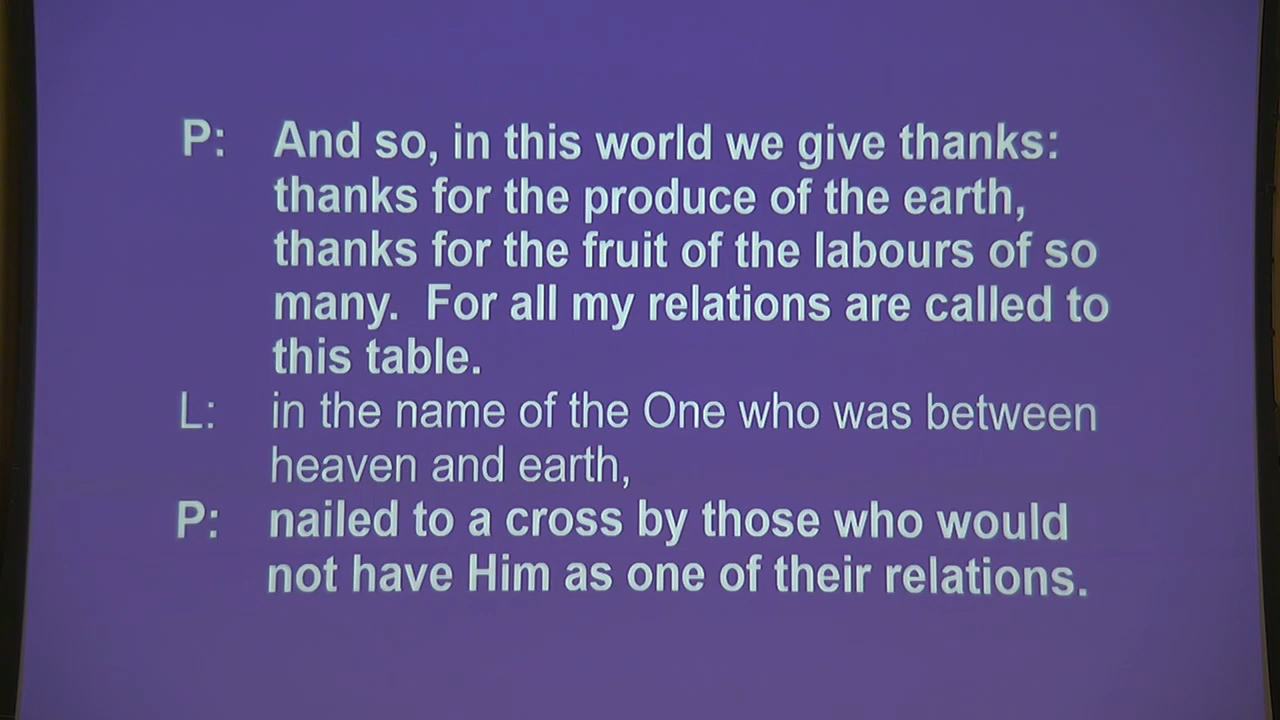 P: And so, in this world we give thanks:
thanks for the produce of the earth,
thanks for the fruit of the labours of so
many.  For all my relations are called to
this table.
L: in the name of the One who was between
heaven and earth,
P: nailed to a cross by those who would
not have Him as one of their relations.